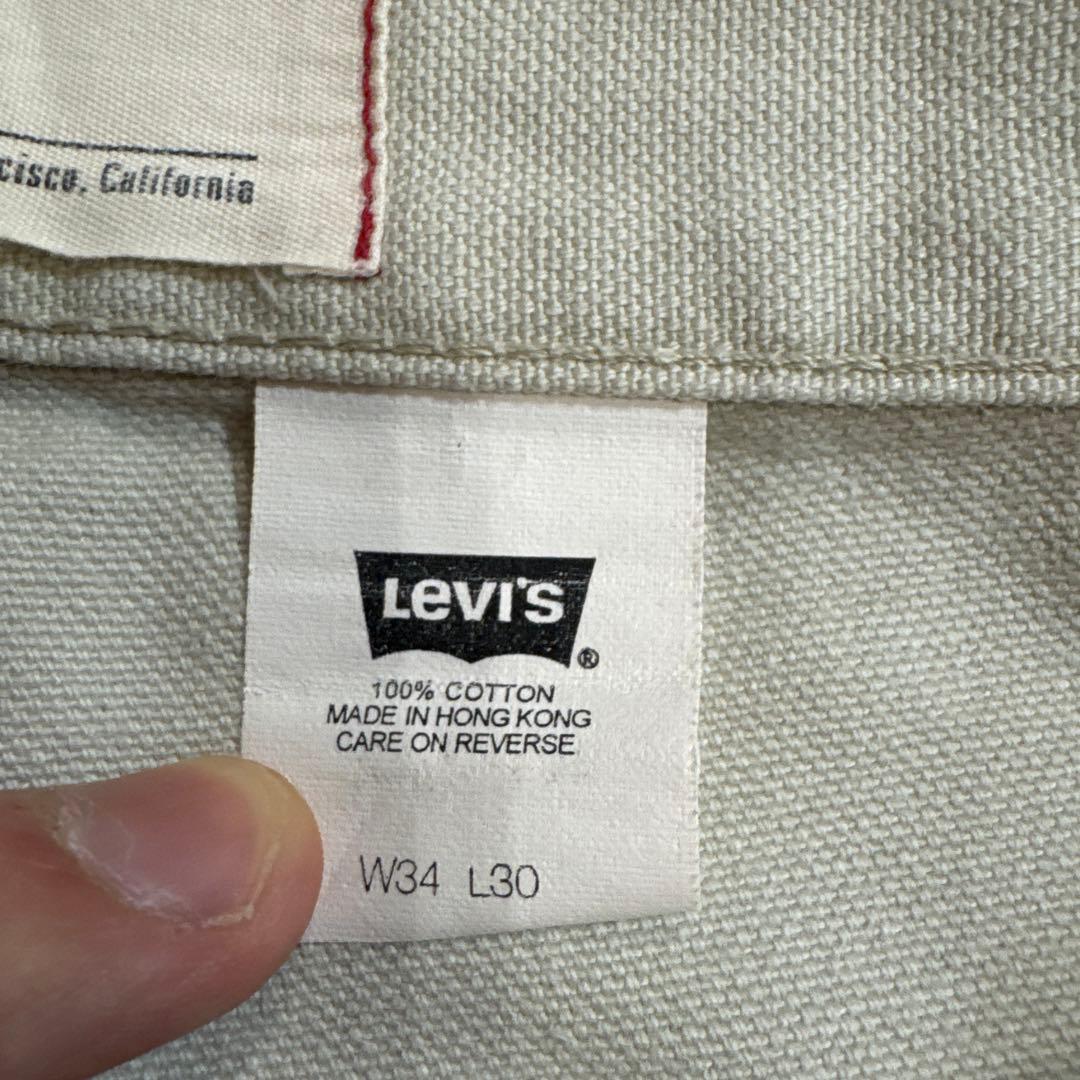 cisco, California
Levi's
®
100% COTTON
MADE IN HONG KONG
CARE ON REVERSE
W34 L30